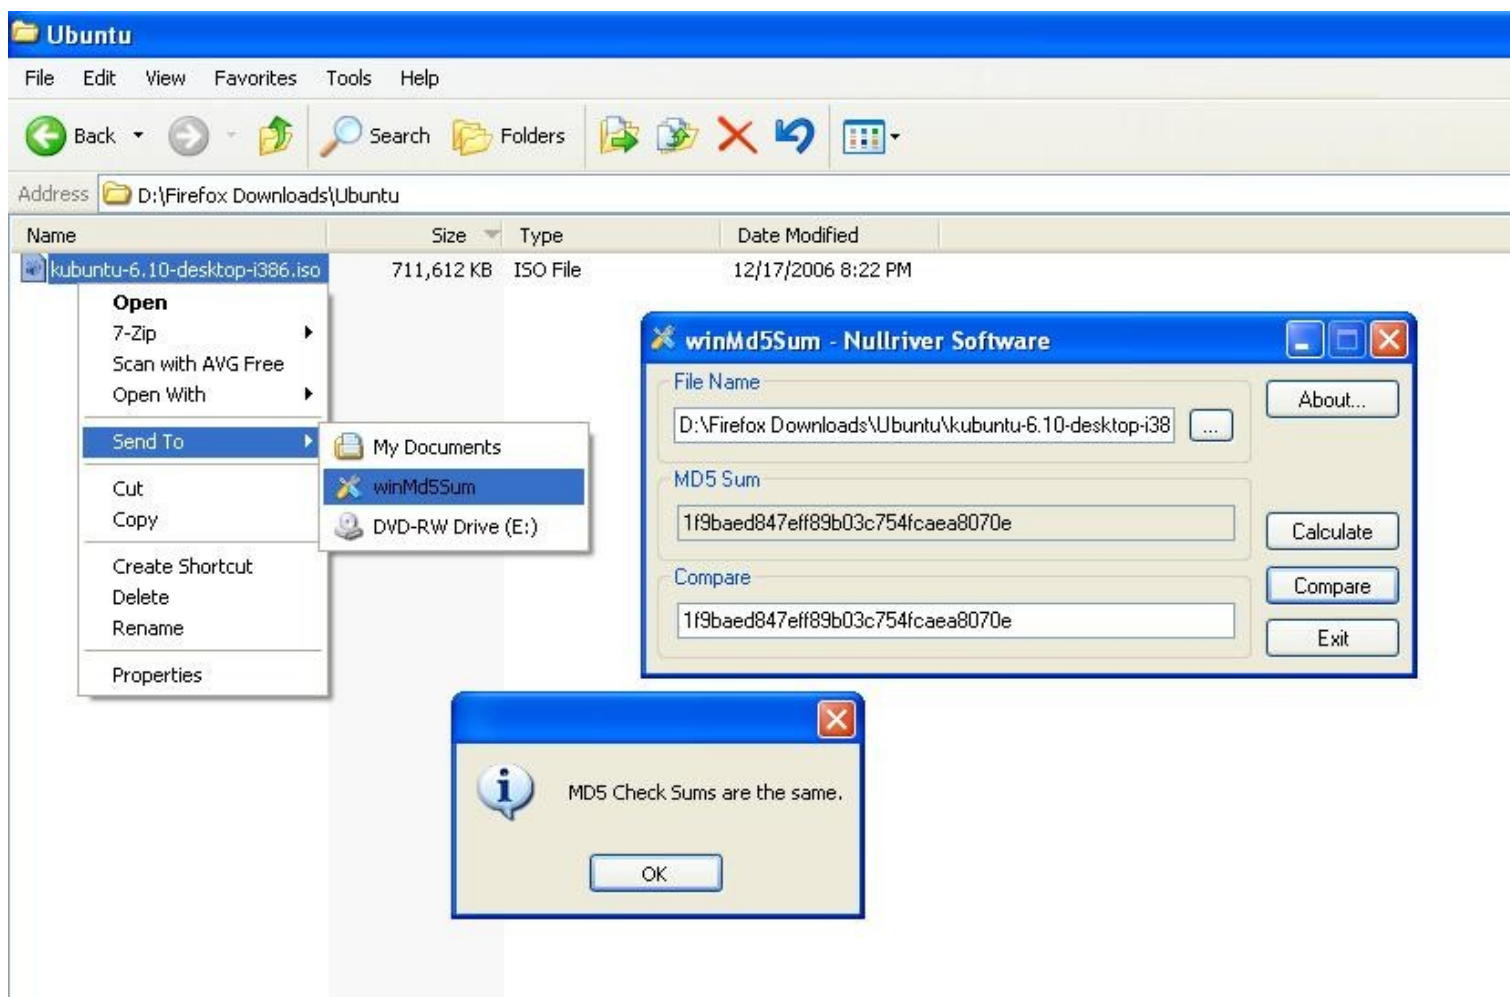 Ubuntu
File Edit View Favorites Tools Help
Back Search Folders
Address D:\Firefox Downloads\Ubuntu
Name Size Type Date Modified
kubuntu-6.10-desktop-i386.iso 711,612 KB ISO File 12/17/2006 8:22 PM
Open
7-Zip
Scan with AVG Free
Open With
Send To
Cut
Copy
Create Shortcut
Delete
Rename
Properties
My Documents
winMd5Sum
DVD-RW Drive (E:)
winMd5Sum - Nullriver Software
File Name
D:\Firefox Downloads\Ubuntu\kubuntu-6.10-desktop-i38
...
About...
MD5 Sum
1f9baed847eff89b03c754fcaea8070e
Calculate
Compare
1f9baed847eff89b03c754fcaea8070e
Compare
Exit
MD5 Check Sums are the same.
OK